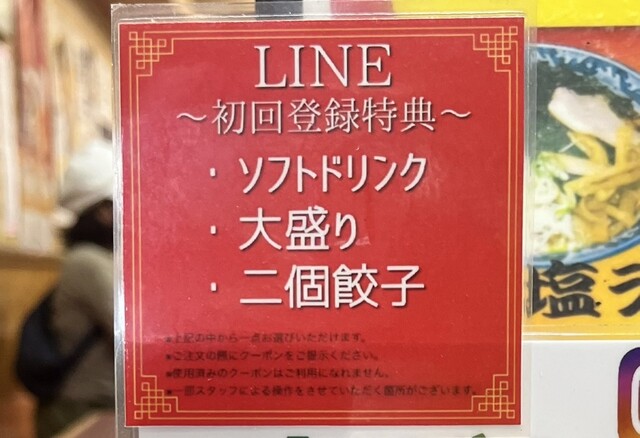 LINE
～初回登録特典～
・ソフトドリンク
・大盛り
・二個餃子
※上記の中から一点お選びいただけます。
※ご注文の際にクーポンをご提示ください。
※使用済みのクーポンはご利用になれません。
※一部スタッフによる操作をさせていただく箇所がございます。
塩ラ